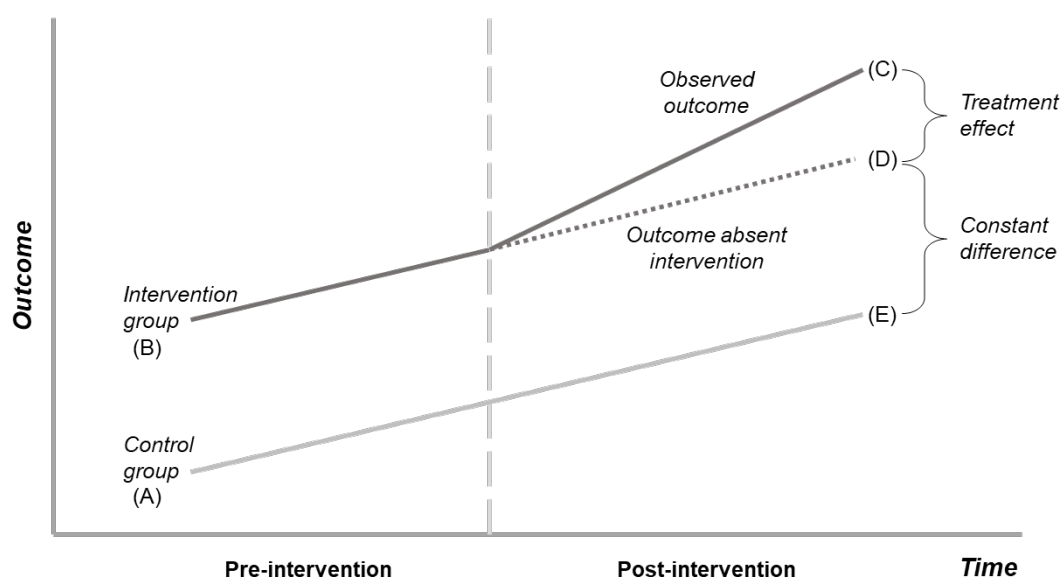 (C)
Observed
outcome
Treatment
effect
(D)
Outcome absent
intervention
Constant
difference
Outcome
Intervention
group
(B)
(E)
Control
group
(A)
Pre-intervention
Post-intervention
Time